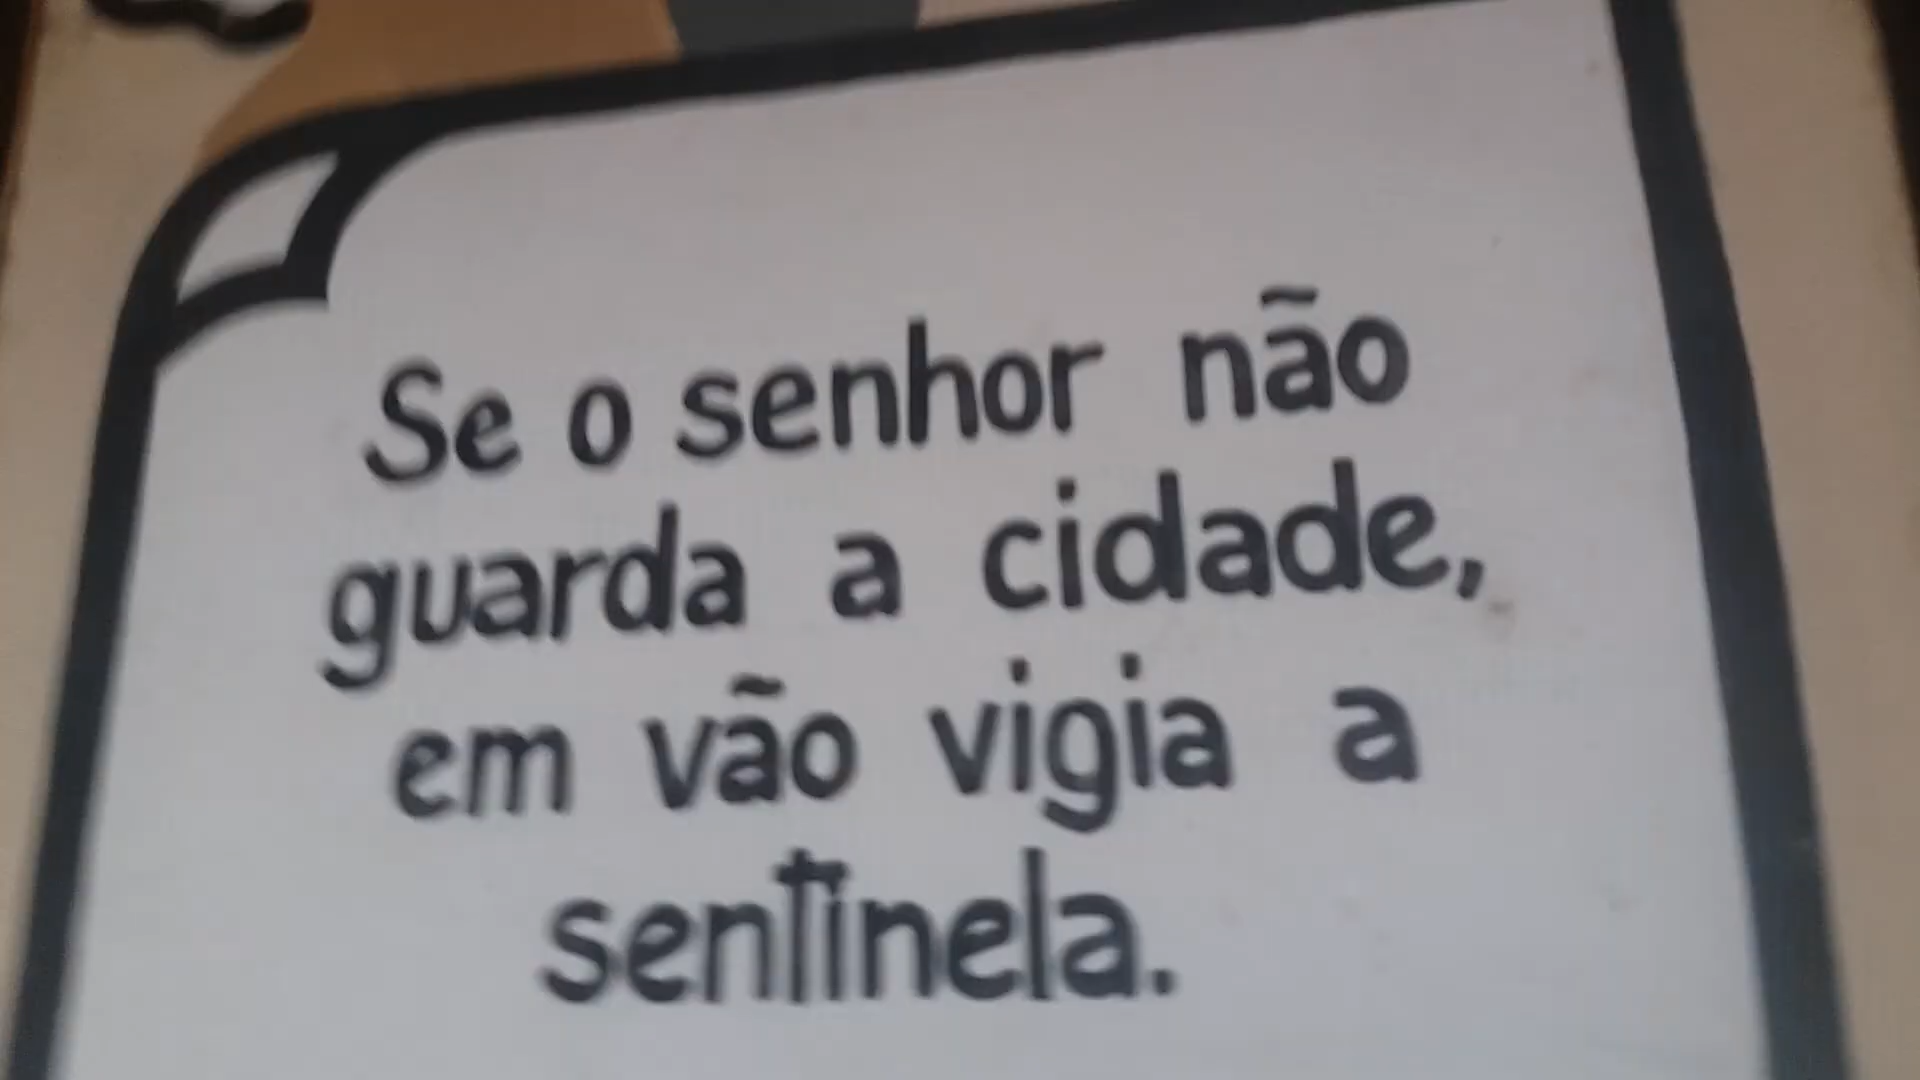 Se o senhor não
guarda a cidade,
em vão vigia a
sentinela.